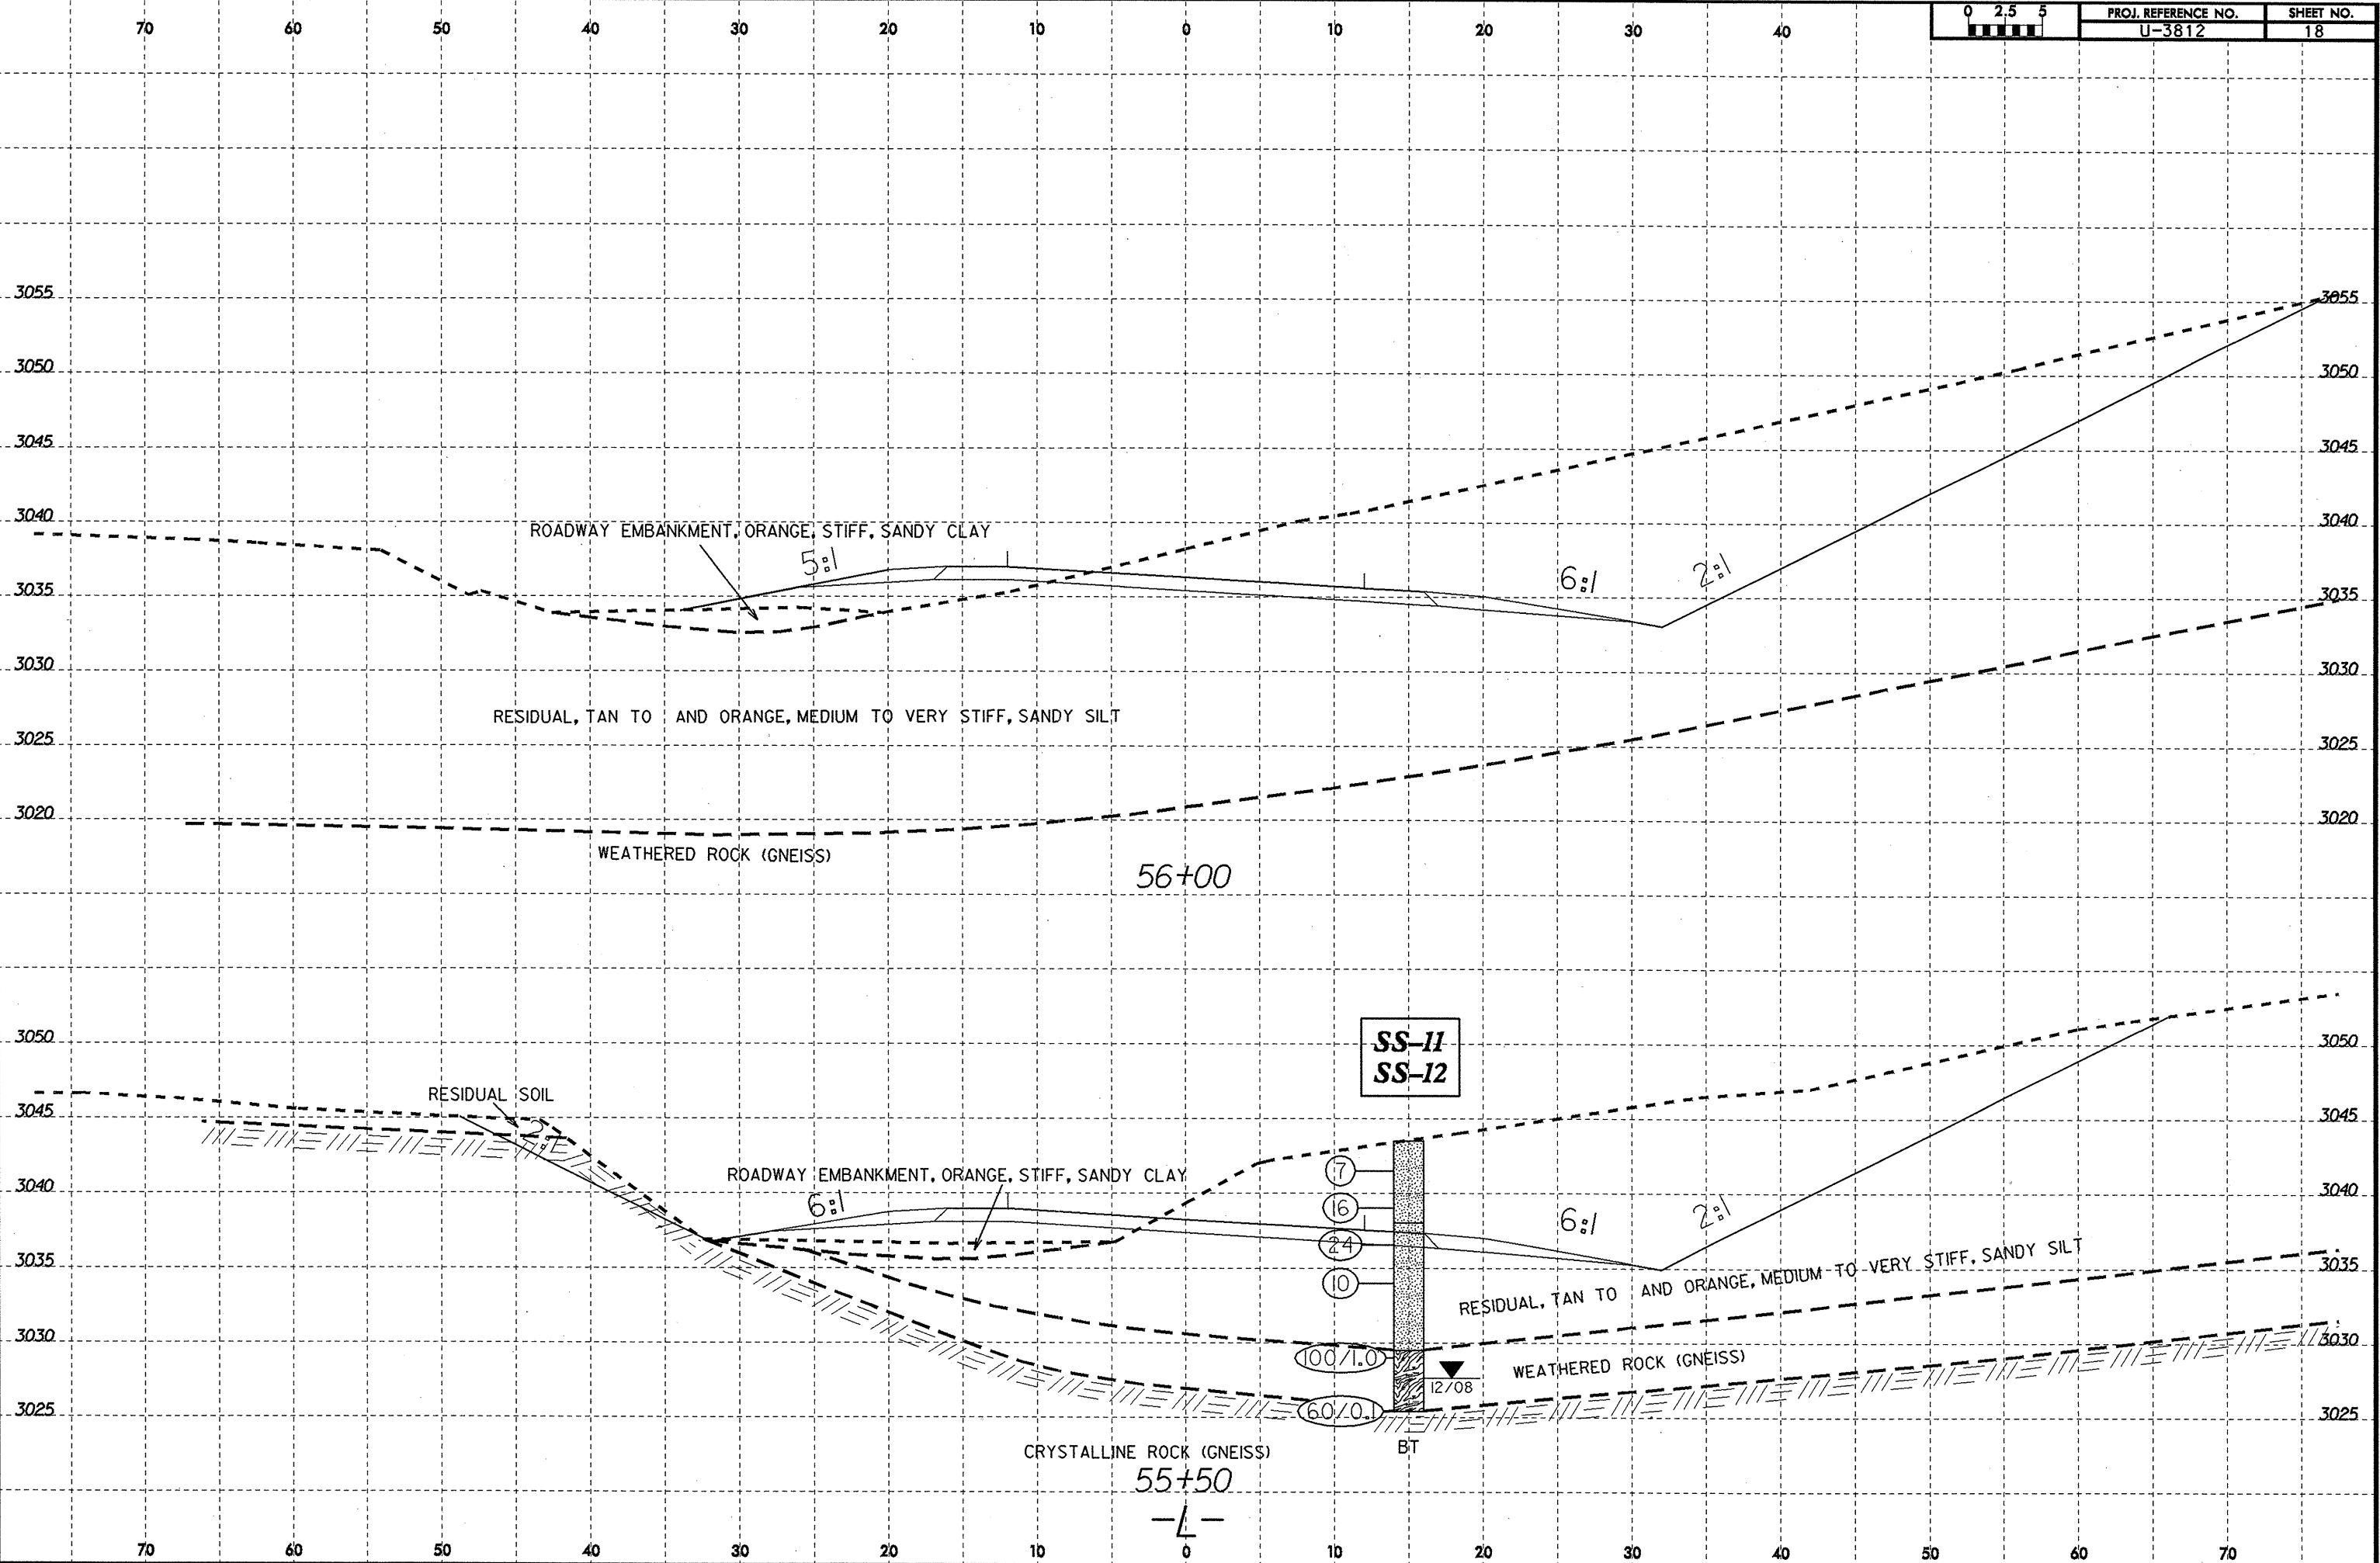 70 60 50 40 30 20 10 0 10 20 30 40
0 2.5 5
PROJ. REFERENCE NO. SHEET NO.
U-3812 18
3055 3055
3050 3050
3045 3045
3040 3040
ROADWAY EMBANKMENT, ORANGE, STIFF, SANDY CLAY
5:1 6:1 2:1
3035 3035
3030 3030
RESIDUAL, TAN TO AND ORANGE, MEDIUM TO VERY STIFF, SANDY SILT
3025 3025
3020 3020
WEATHERED ROCK (GNEISS)
56+00
SS-11
SS-12
3050 3050
RESIDUAL SOIL
3045 3045
2:1
ROADWAY EMBANKMENT, ORANGE, STIFF, SANDY CLAY
7
3040 3040
6:1 16 6:1 2:1
24
3035 3035
10
RESIDUAL, TAN TO AND ORANGE, MEDIUM TO VERY STIFF, SANDY SILT
3030 3030
100/1.0
WEATHERED ROCK (GNEISS)
12/08
3025 3025
60/0.1
BT
CRYSTALLINE ROCK (GNEISS)
55+50
-L-
70 60 50 40 30 20 10 0 10 20 30 40 50 60 70